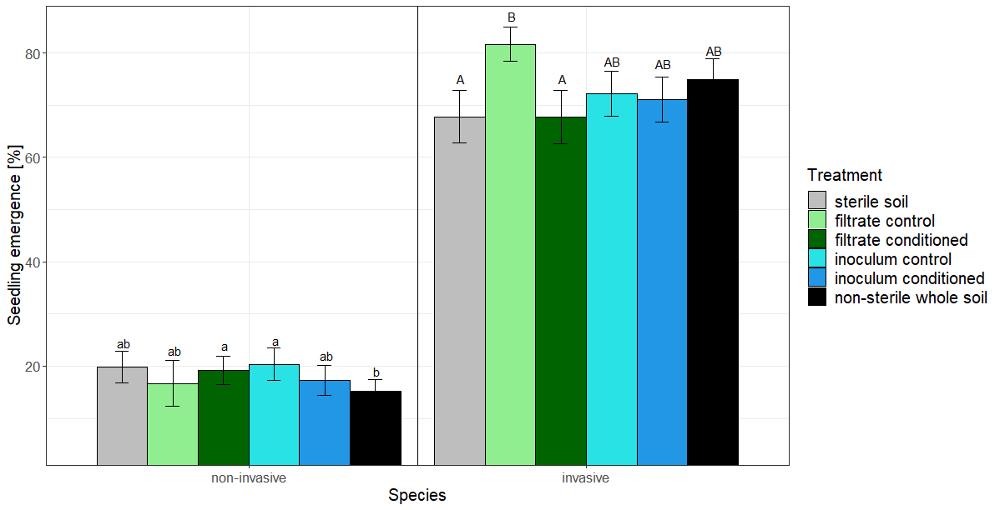 B
A
A
AB
AB
AB
ab
ab
a
a
ab
b
80
60
40
20
Seedling emergence [%]
non-invasive
invasive
Species
Treatment
sterile soil
filtrate control
filtrate conditioned
inoculum control
inoculum conditioned
non-sterile whole soil